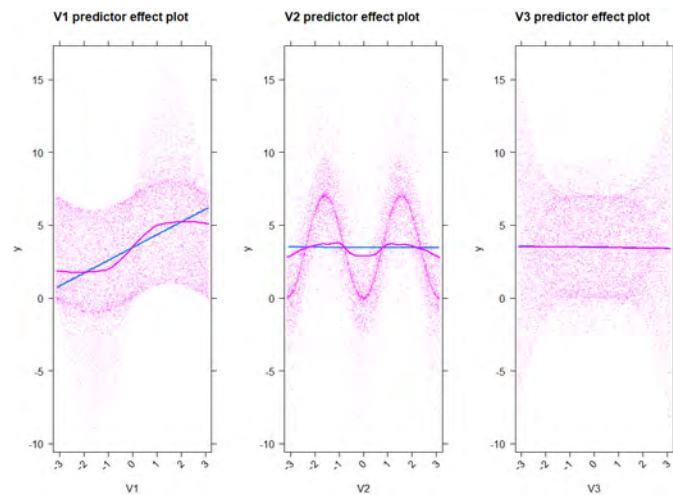 V1 predictor effect plot
V2 predictor effect plot
V3 predictor effect plot
-3 -2 -1 0 1 2 3
-3 -2 -1 0 1 2 3
-3 -2 -1 0 1 2 3
15
10
5
0
-5
-10
y
15
10
5
0
-5
-10
y
15
10
5
0
-5
-10
y
V1
V2
V3